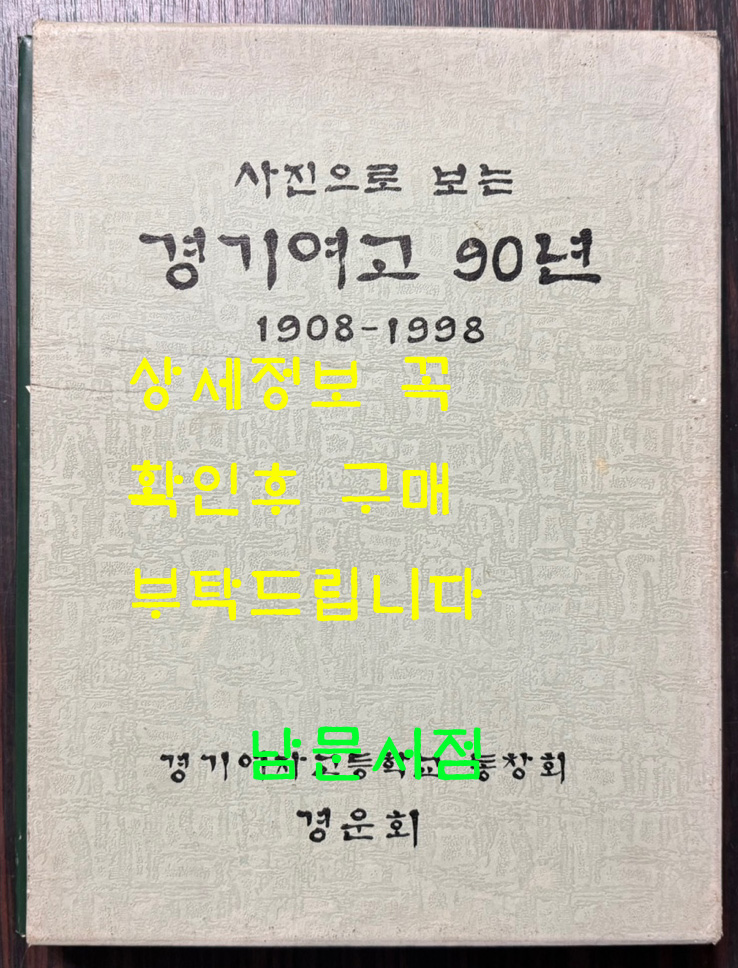 사진으로 보는
경기여고 90년
1908-1998
상세정보 꼭
확인후 구매
부탁드립니다
남문서점
경기여자고등학교 동창회
경운회